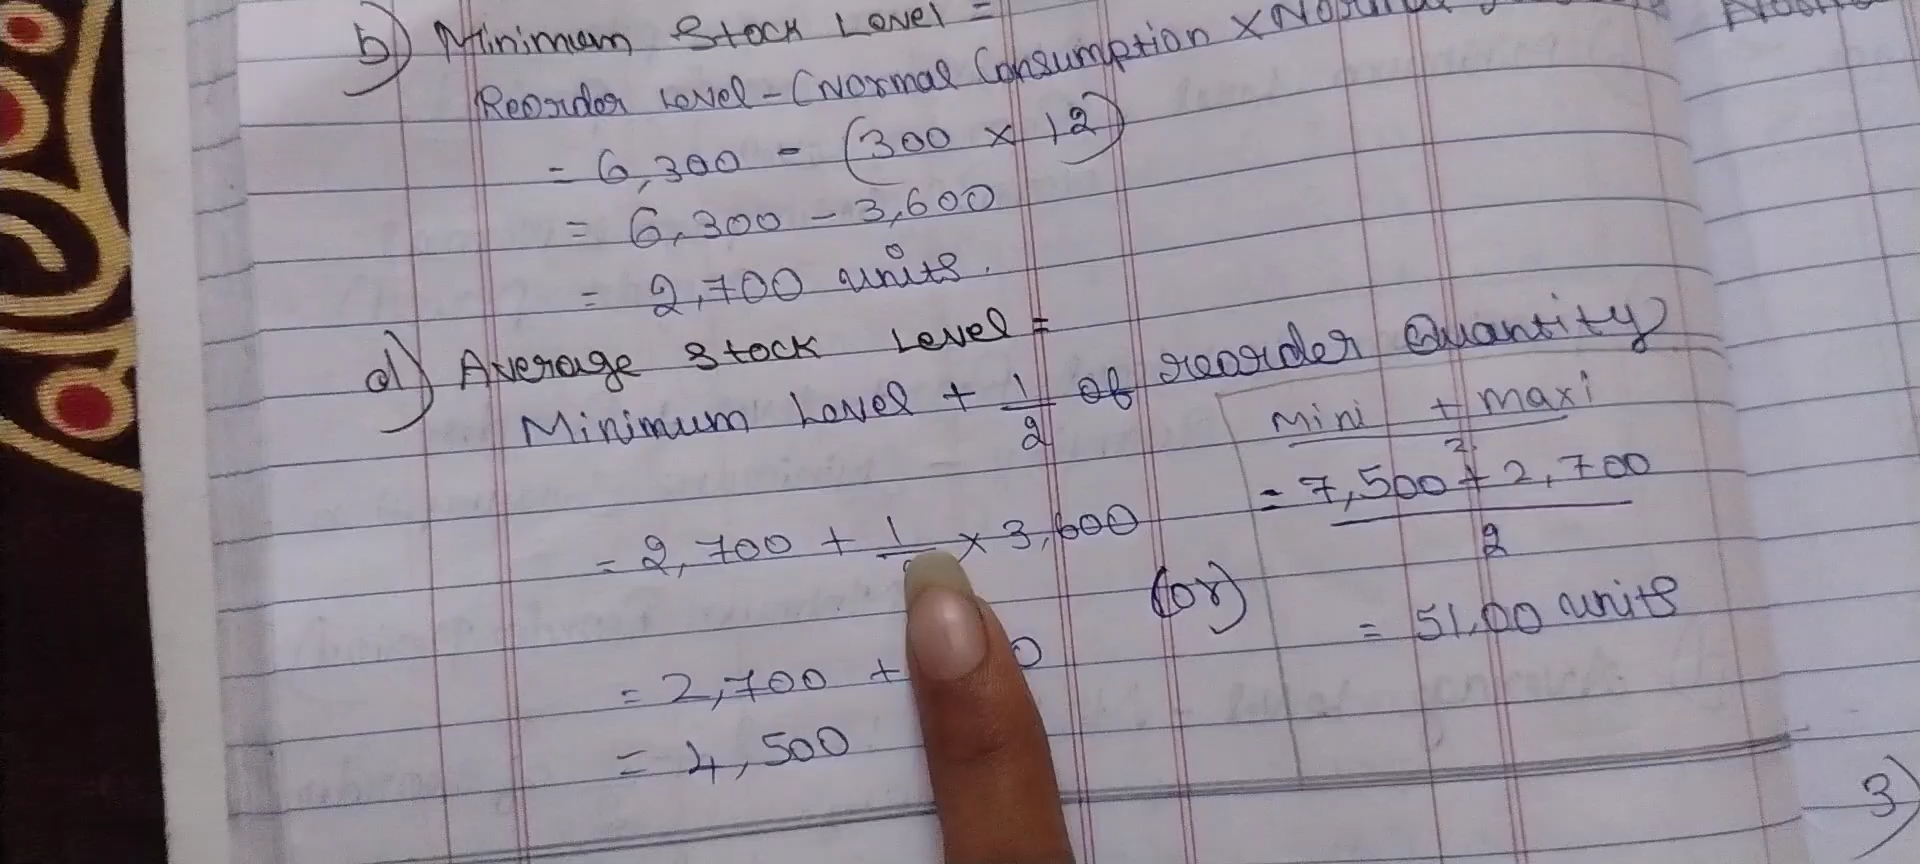 b) Minimum Stock Level =
Reorder Level - (Normal Consumption x Normal
= 6,300 - (300 x 12)
= 6,300 - 3,600
= 2,700 units.
d) Average Stock Level =
Minimum Level + 1/2 of reorder Quantity
= 2,700 + 1/ x 3,600
= 2,700 + 0
= 4,500
(or)
Mini + maxi
2
= 7,500 + 2,700
2
= 51,00 units
3)